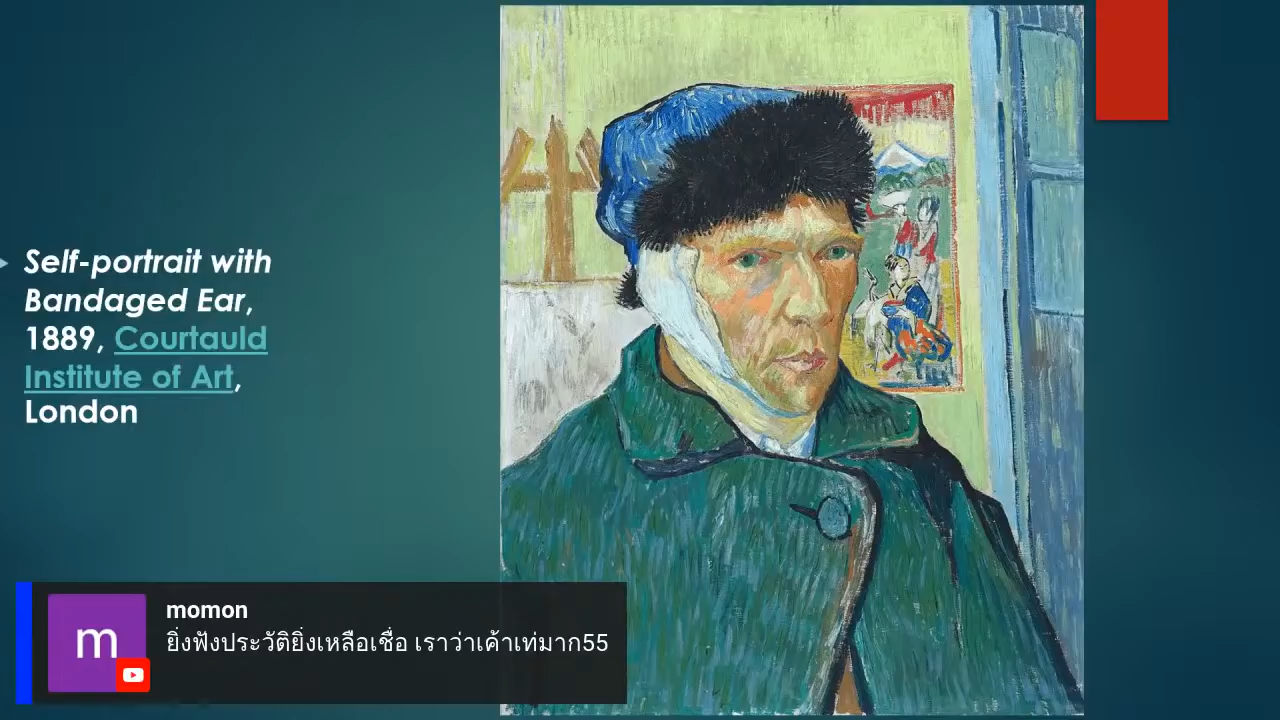 Self-portrait with
Bandaged Ear,
1889, Courtauld
Institute of Art,
London
m
momon
ยิ่งฟังประวัติยิ่งเหลือเชื่อ เราว่าเค้าเท่มาก55